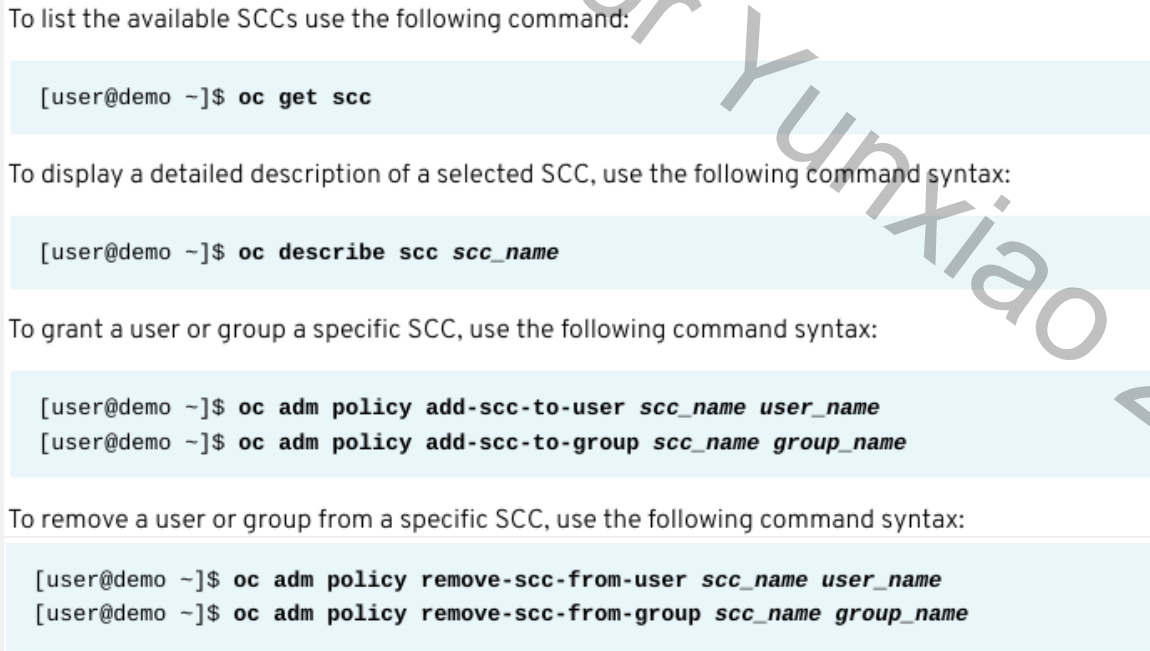 To list the available SCCs use the following command:
[user@demo ~]$ oc get scc
To display a detailed description of a selected SCC, use the following command syntax:
[user@demo ~]$ oc describe scc scc_name
To grant a user or group a specific SCC, use the following command syntax:
[user@demo ~]$ oc adm policy add-scc-to-user scc_name user_name
[user@demo ~]$ oc adm policy add-scc-to-group scc_name group_name
To remove a user or group from a specific SCC, use the following command syntax:
[user@demo ~]$ oc adm policy remove-scc-from-user scc_name user_name
[user@demo ~]$ oc adm policy remove-scc-from-group scc_name group_name
Yunxiao